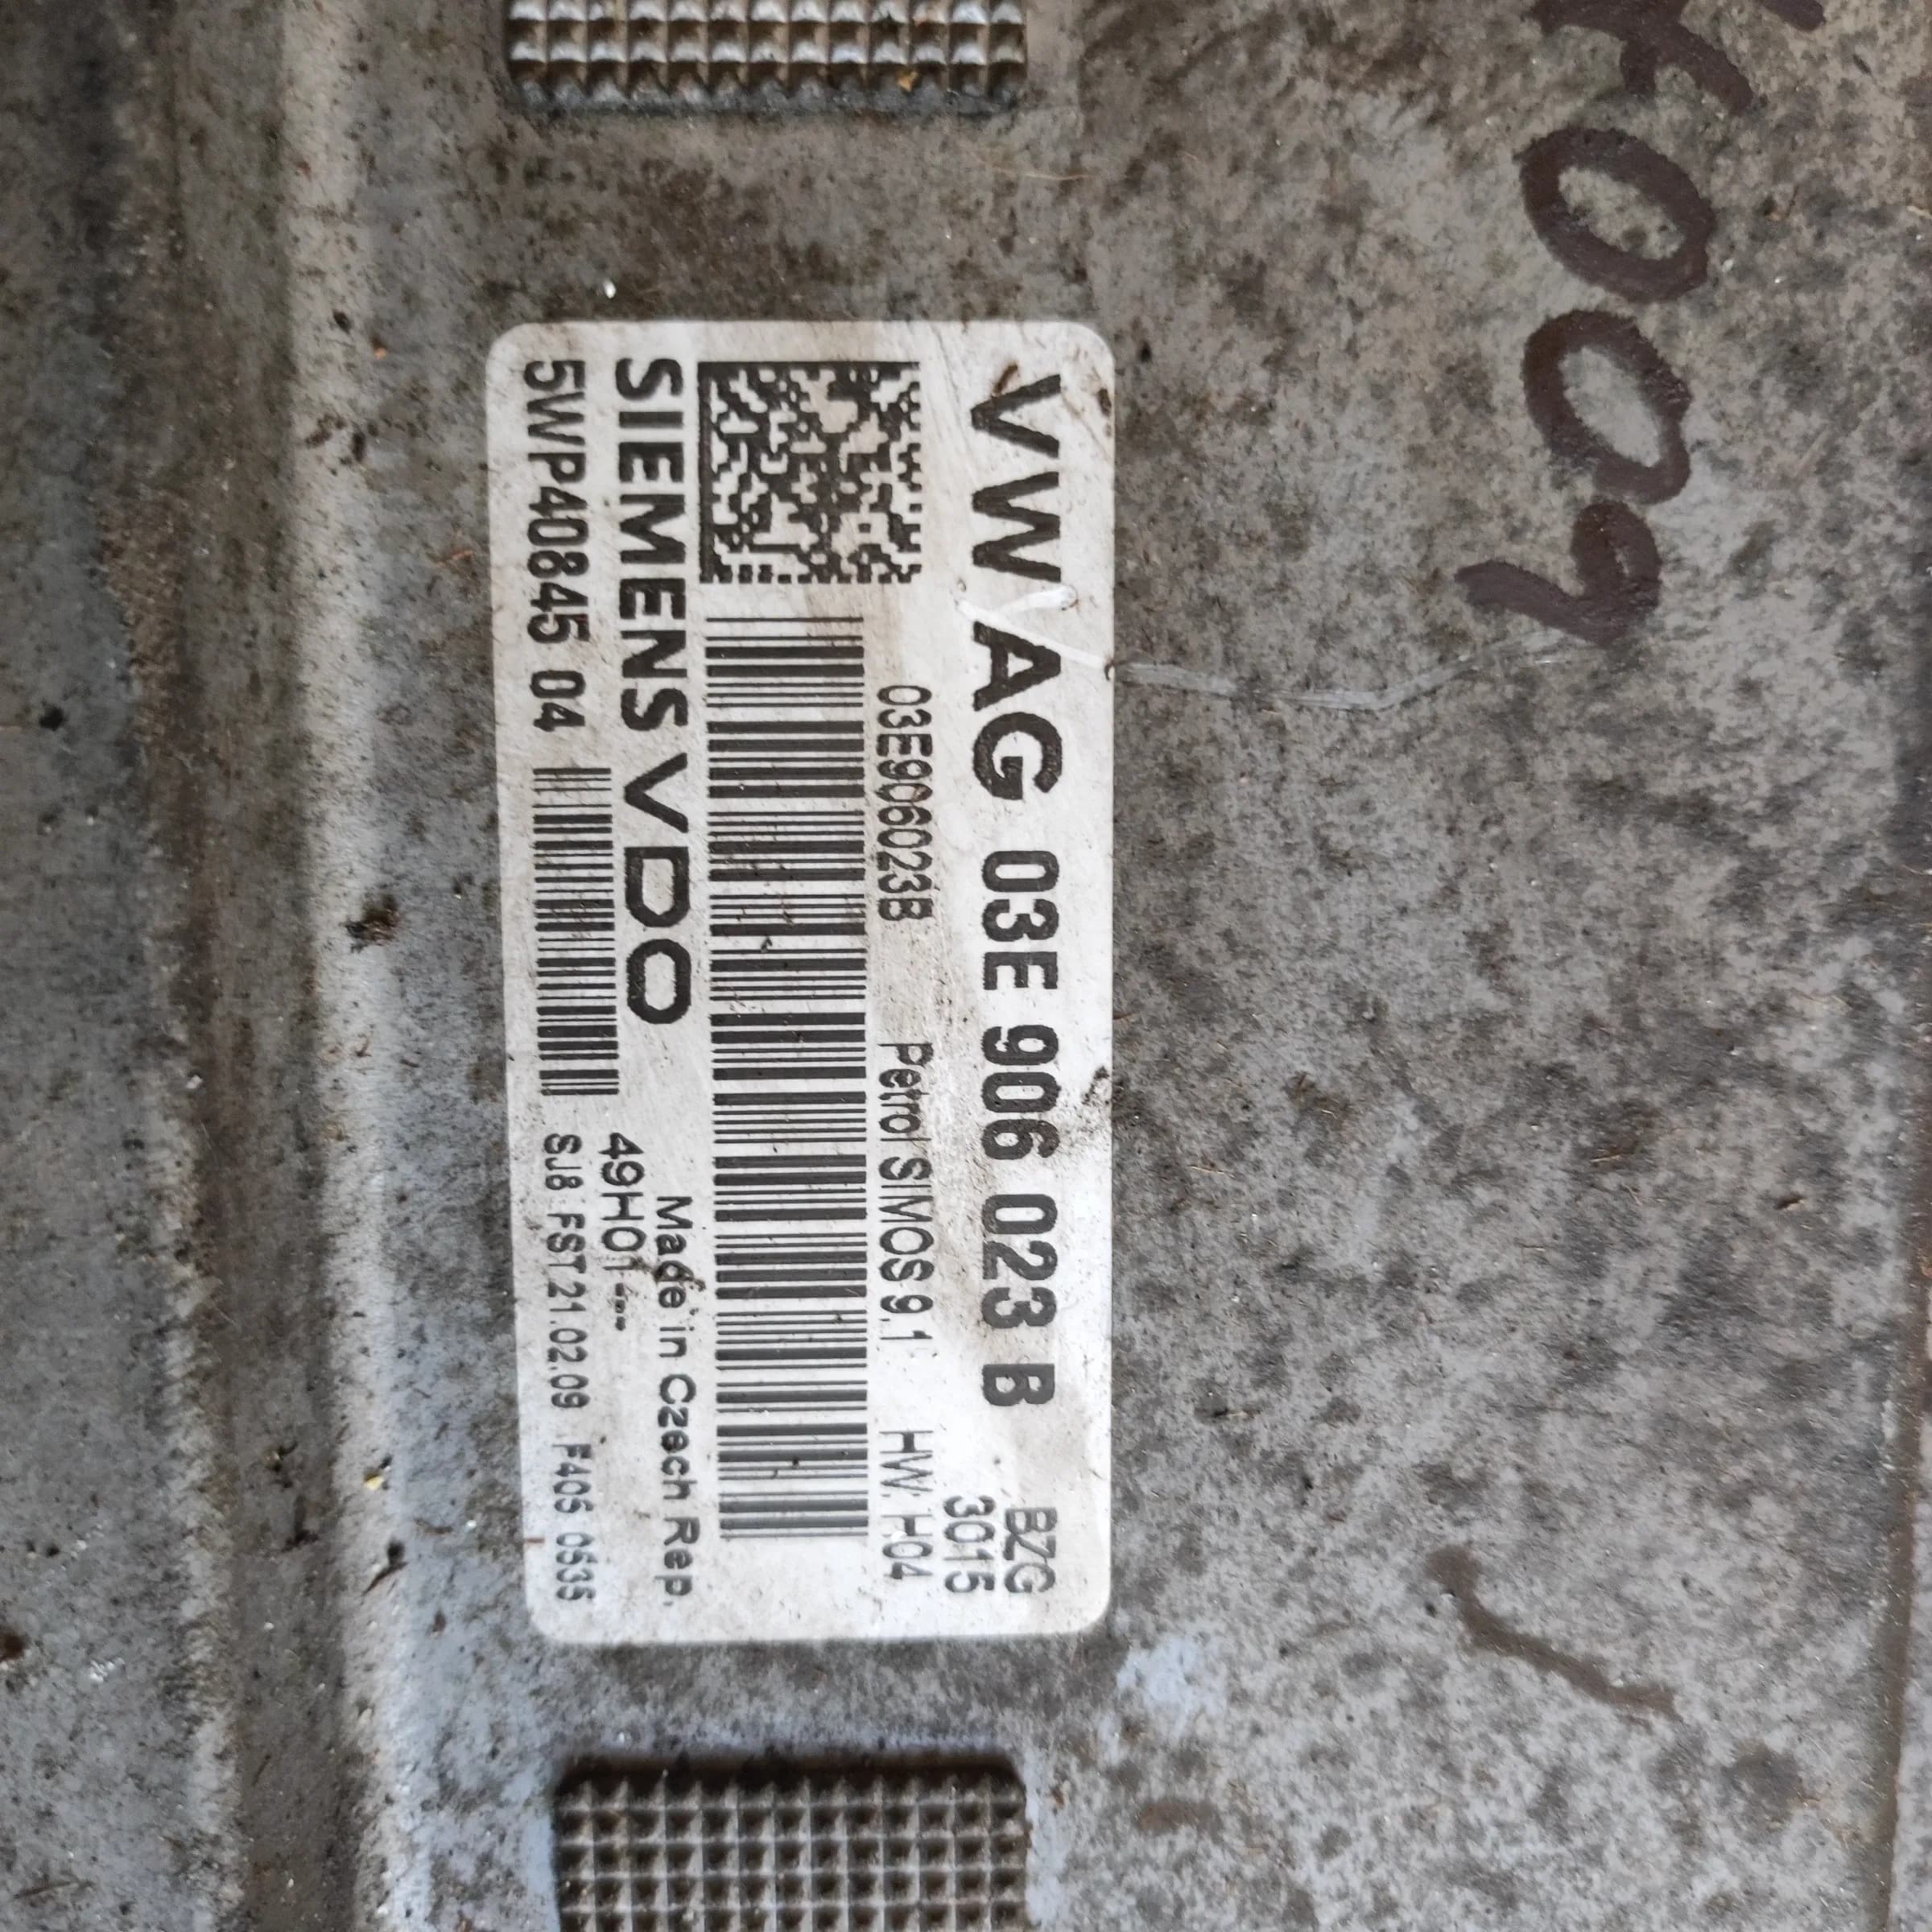 VW AG 03E 906 023 B BZG
3015
03E906023B Petrol SIMOS 9.1 HW: H04
SIEMENS VDO Made in Czech Rep.
49H01---
5WP40845 04 SJ8 FST 21.02.09 F405 0535